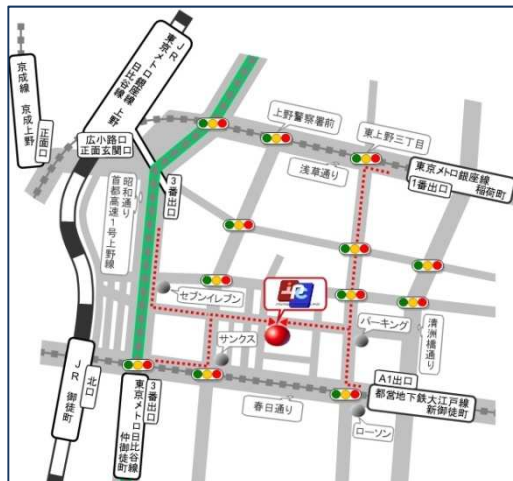 京成線 京成上野
正面口
JR
東京メトロ銀座線
日比谷線 上野
広小路口
正面玄関口
上野警察署前
東上野三丁目
浅草通り
東京メトロ銀座線
稲荷町
1番出口
3番出口
昭和通り
首都高速1号上野線
セブンイレブン
パーキング
清洲橋通り
サンクス
A1出口
都営地下鉄大江戸線
新御徒町
春日通り
ローソン
JR 御徒町
北口
3番出口
東京メトロ日比谷線
仲御徒町